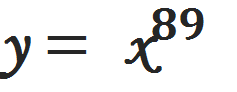 y = x⁸⁹